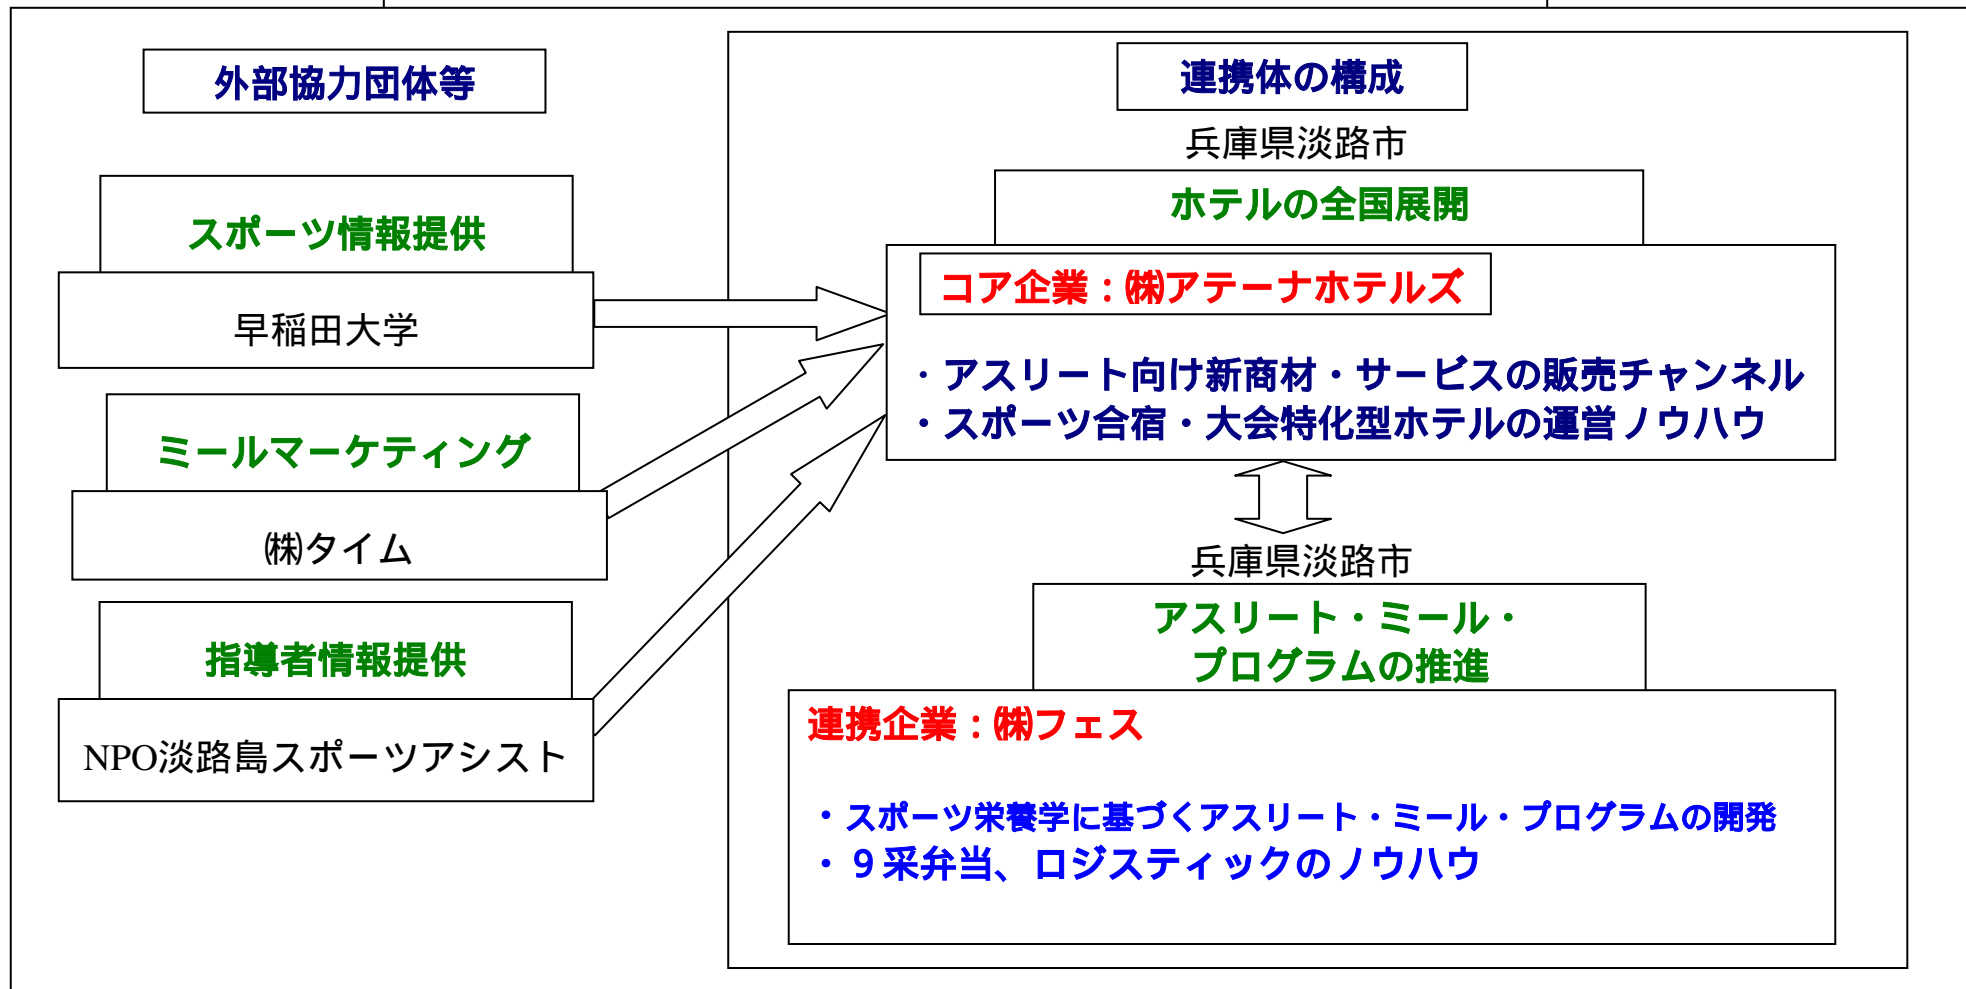 外部協力団体等
スポーツ情報提供
早稲田大学
ミールマーケティング
㈱タイム
指導者情報提供
NPO淡路島スポーツアシスト
連携体の構成
兵庫県淡路市
ホテルの全国展開
コア企業：㈱アテーナホテルズ
・アスリート向け新商材・サービスの販売チャンネル
・スポーツ合宿・大会特化型ホテルの運営ノウハウ
兵庫県淡路市
アスリート・ミール・
プログラムの推進
連携企業：㈱フェス
・スポーツ栄養学に基づくアスリート・ミール・プログラムの開発
・９采弁当、ロジスティックのノウハウ